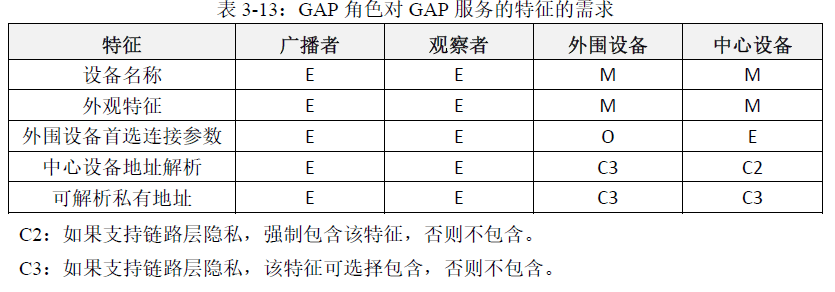 表 3-13：GAP 角色对 GAP 服务的特征的需求
特征 广播者 观察者 外围设备 中心设备
设备名称 E E M M
外观特征 E E M M
外围设备首选连接参数 E E O E
中心设备地址解析 E E C3 C2
可解析私有地址 E E C3 C3
C2：如果支持链路层隐私，强制包含该特征，否则不包含。
C3：如果支持链路层隐私，该特征可选择包含，否则不包含。